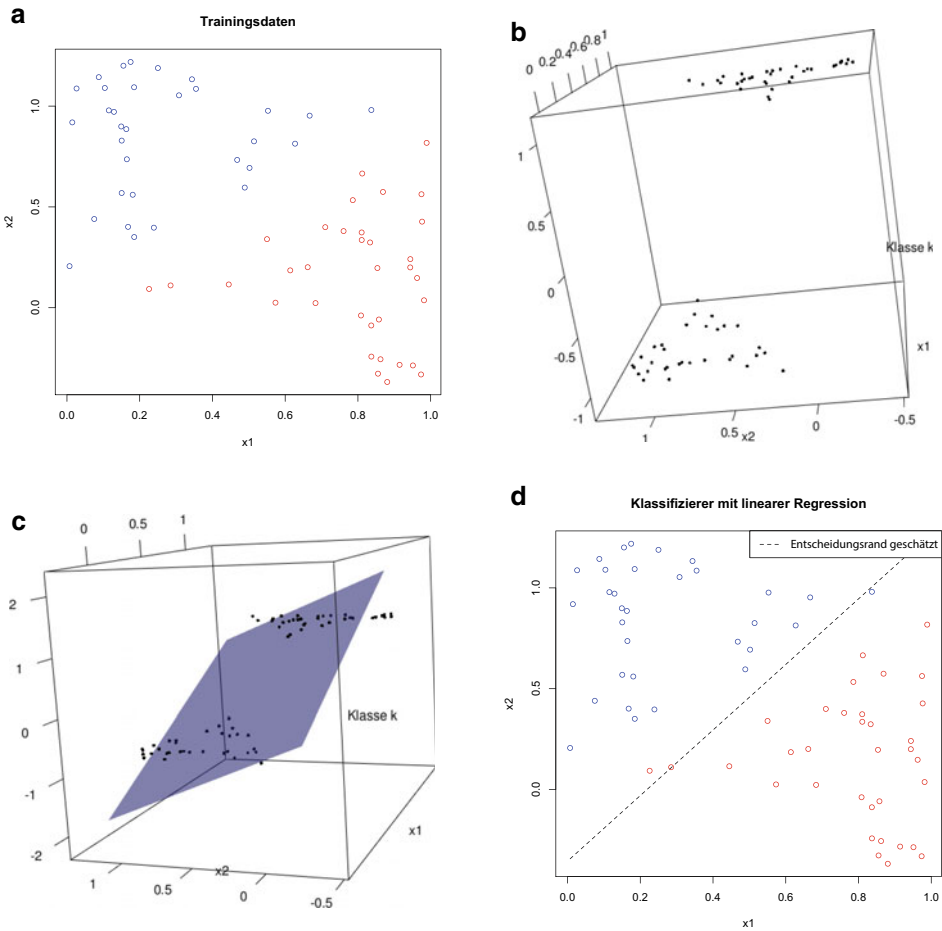 a
Trainingsdaten
x2
1.0
0.5
0.0
0.0 0.2 0.4 0.6 0.8 1.0
x1
b
0 0.2 0.4 0.6 0.8 1
1
0.5
0
-0.5
-1
Klasse k
x1
1 0.5 0 -0.5
x2
c
0 0.5 1
2
1
0
-1
-2
Klasse k
x1
x2
1 0.5 0 -0.5
d
Klassifizierer mit linearer Regression
Entscheidungsrand geschätzt
x2
1.0
0.5
0.0
0.0 0.2 0.4 0.6 0.8 1.0
x1